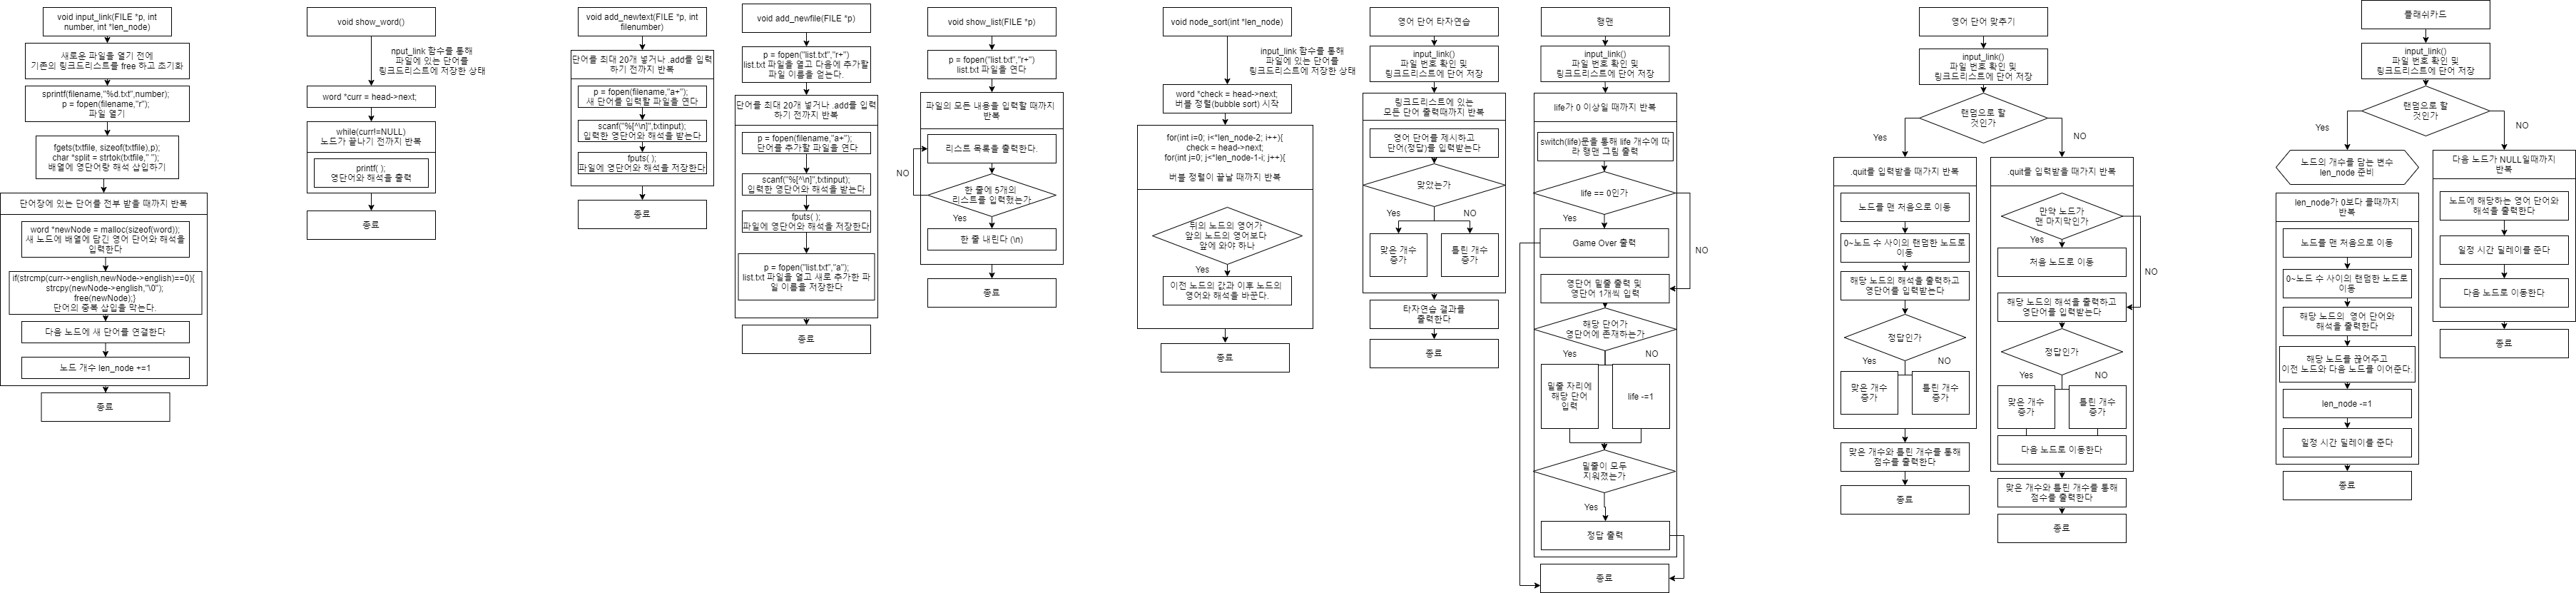 void input_link(FILE *p, int
number, int *len_node)
새로운 파일을 열기 전에
기존의 링크드리스트를 free 하고 초기화
sprintf(filename,"%d.txt",number);
p = fopen(filename,"r");
파일 열기
fgets(txtfile, sizeof(txtfile),p);
char *split = strtok(txtfile," ");
배열에 영단어랑 해석 삽입하기
단어장에 있는 단어를 전부 받을 때까지 반복
word *newNode = malloc(sizeof(word));
새 노드에 배열에 담긴 영어 단어와 해석을
입력한다
if(strcmp(curr->english,newNode->english)==0){
strcpy(newNode->english,"\0");
free(newNode);}
단어의 중복 삽입을 막는다.
다음 노드에 새 단어를 연결한다
노드 개수 len_node +=1
종료
void show_word()
nput_link 함수를 통해
파일에 있는 단어를
링크드리스트에 저장한 상태
word *curr = head->next;
while(curr!=NULL)
노드가 끝나기 전까지 반복
printf( );
영단어와 해석을 출력
종료
void add_newtext(FILE *p, int
filenumber)
단어를 최대 20개 넣거나 .add를 입력
하기 전까지 반복
p = fopen(filename,"a+");
새 단어를 입력할 파일을 연다
scanf("%[^\n]",txtinput);
입력한 영단어와 해석을 받는다
fputs( );
파일에 영단어와 해석을 저장한다
종료
void add_newfile(FILE *p)
p = fopen("list.txt","r+")
list.txt 파일을 열고 다음에 추가할
파일 이름을 얻는다.
단어를 최대 20개 넣거나 .add를 입력
하기 전까지 반복
p = fopen(filename,"a+");
단어를 추가할 파일을 연다
scanf("%[^\n]",txtinput);
입력한 영단어와 해석을 받는다
fputs( );
파일에 영단어와 해석을 저장한다
p = fopen("list.txt","a");
list.txt 파일을 열고 새로 추가한 파
일 이름을 저장한다
종료
void show_list(FILE *p)
p = fopen("list.txt","r+")
list.txt 파일을 연다
파일의 모든 내용을 입력할 때까지
반복
리스트 목록을 출력한다.
NO
한 줄에 5개의
리스트를 입력했는가
Yes
한 줄 내린다 (\n)
종료
void node_sort(int *len_node)
input_link 함수를 통해
파일에 있는 단어를
링크드리스트에 저장한 상태
word *check = head->next;
버블 정렬(bubble sort) 시작
for(int i=0; i<*len_node-2; i++){
check = head->next;
for(int j=0; j<*len_node-1-i; j++){
버블 정렬이 끝날 때까지 반복
뒤의 노드의 영어가
앞의 노드의 영어보다
앞에 와야 하나
Yes
이전 노드의 값과 이후 노드의
영어와 해석을 바꾼다.
종료
영어 단어 타자연습
input_link()
파일 번호 확인 및
링크드리스트에 단어 저장
링크드리스트에 있는
모든 단어 출력때까지 반복
영어 단어를 제시하고
단어(정답)를 입력받는다
맞았는가
Yes
NO
맞은 개수
증가
틀린 개수
증가
타자연습 결과를
출력한다
종료
행맨
input_link()
파일 번호 확인 및
링크드리스트에 단어 저장
life가 0 이상일 때까지 반복
switch(life)문을 통해 life 개수에 따
라 행맨 그림 출력
life == 0인가
Yes
NO
Game Over 출력
영단어 밑줄 출력 및
영단어 1개씩 입력
해당 단어가
영단어에 존재하는가
Yes
NO
밑줄 자리에
해당 단어
입력
life -=1
밑줄이 모두
지워졌는가
Yes
정답 출력
종료
영어 단어 맞추기
input_link()
파일 번호 확인 및
링크드리스트에 단어 저장
랜덤으로 할
것인가
Yes
NO
.quit를 입력받을 때가지 반복
노드를 맨 처음으로 이동
0~노드 수 사이의 랜덤한 노드로
이동
해당 노드의 해석을 출력하고
영단어를 입력받는다
정답인가
Yes
NO
맞은 개수
증가
틀린 개수
증가
맞은 개수와 틀린 개수를 통해
점수를 출력한다
종료
.quit를 입력받을 때가지 반복
만약 노드가
맨 마지막인가
Yes
NO
처음 노드로 이동
해당 노드의 해석을 출력하고
영단어를 입력받는다
정답인가
Yes
NO
맞은 개수
증가
틀린 개수
증가
다음 노드로 이동한다
맞은 개수와 틀린 개수를 통해
점수를 출력한다
종료
플래쉬카드
input_link()
파일 번호 확인 및
링크드리스트에 단어 저장
랜덤으로 할
것인가
Yes
NO
노드의 개수를 담는 변수
len_node 준비
len_node가 0보다 클때까지
반복
노드를 맨 처음으로 이동
0~노드 수 사이의 랜덤한 노드로
이동
해당 노드의  영어 단어와
해석을 출력한다
해당 노드를 끊어주고
이전 노드와 다음 노드를 이어준다.
len_node -=1
일정 시간 딜레이를 준다
종료
다음 노드가 NULL일때까지
반복
노드에 해당하는 영어 단어와
해석을 출력한다
일정 시간 딜레이를 준다
다음 노드로 이동한다
종료